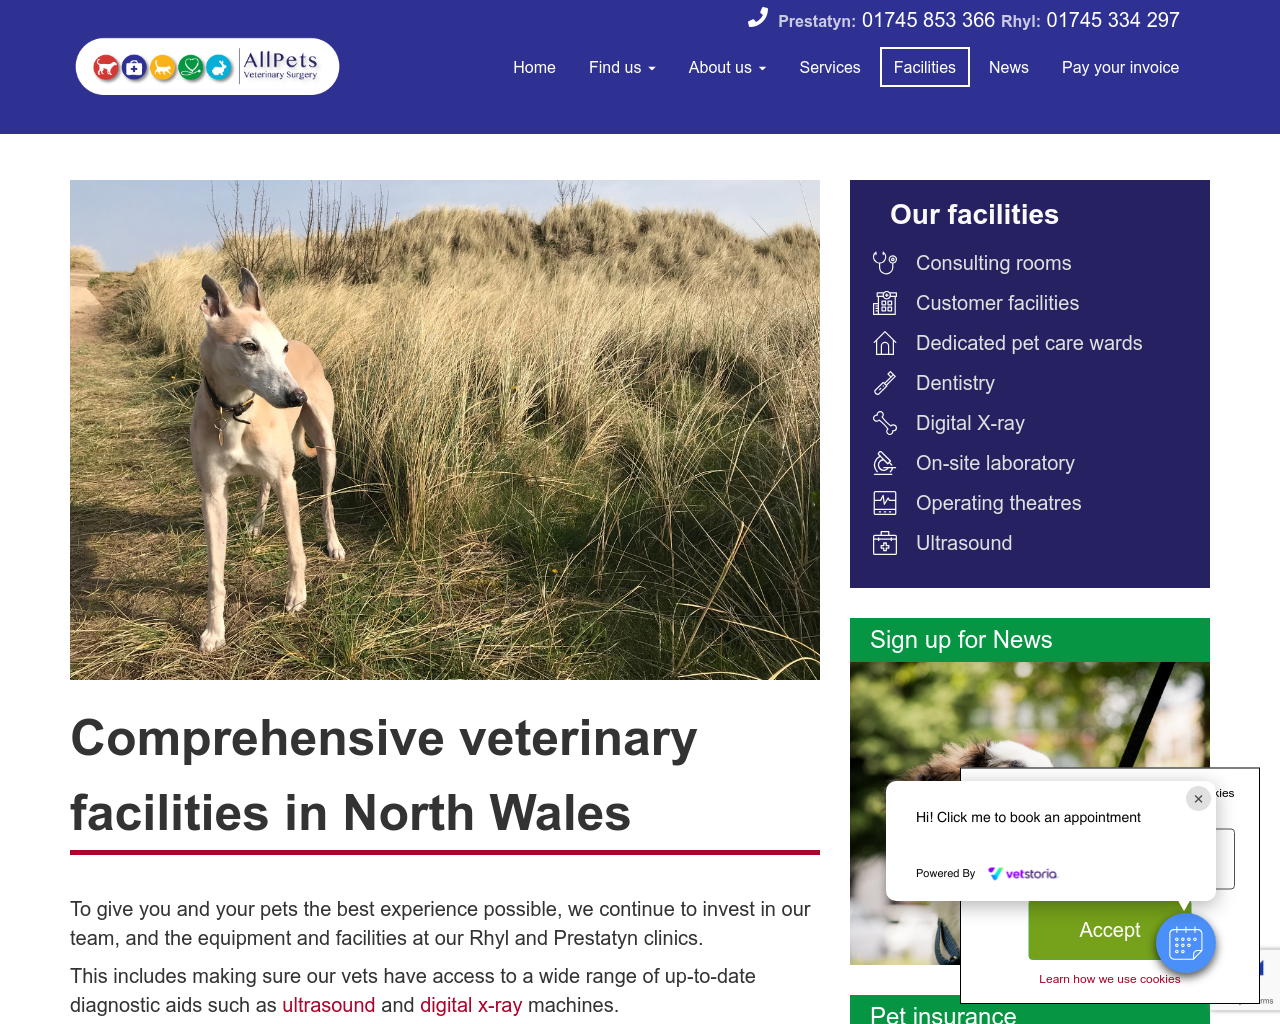 Prestatyn: 01745 853 366 Rhyl: 01745 334 297
AllPets
Veterinary Surgery
Home Find us About us Services Facilities News Pay your invoice
Our facilities
Consulting rooms
Customer facilities
Dedicated pet care wards
Dentistry
Digital X-ray
On-site laboratory
Operating theatres
Ultrasound
Sign up for News
Comprehensive veterinary
facilities in North Wales
To give you and your pets the best experience possible, we continue to invest in our
team, and the equipment and facilities at our Rhyl and Prestatyn clinics.
This includes making sure our vets have access to a wide range of up-to-date
diagnostic aids such as ultrasound and digital x-ray machines.
Hi! Click me to book an appointment
Powered By vetstoria
Accept
Learn how we use cookies
Pet insurance